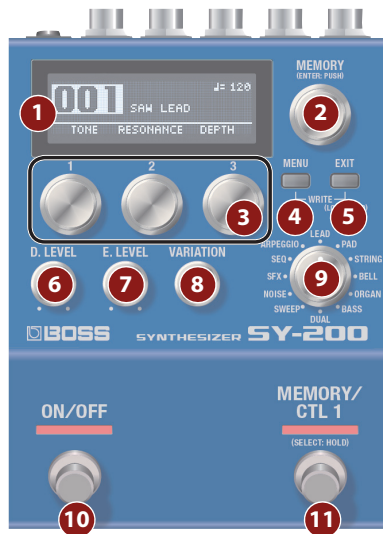 MEMORY
(ENTER: PUSH)
001
SAW LEAD
♩= 120
TONE RESONANCE DEPTH
1
2
1 2 3
3
MENU EXIT
WRITE
4 5
D. LEVEL E. LEVEL VARIATION
6 7 8 9
LEAD
PAD
STRING
BELL
ORGAN
BASS
DUAL
SWEEP
NOISE
SFX
SEQ
ARPEGGIO
BOSS SYNTHESIZER SY-200
ON/OFF
MEMORY/
CTL 1
(SELECT: HOLD)
10 11